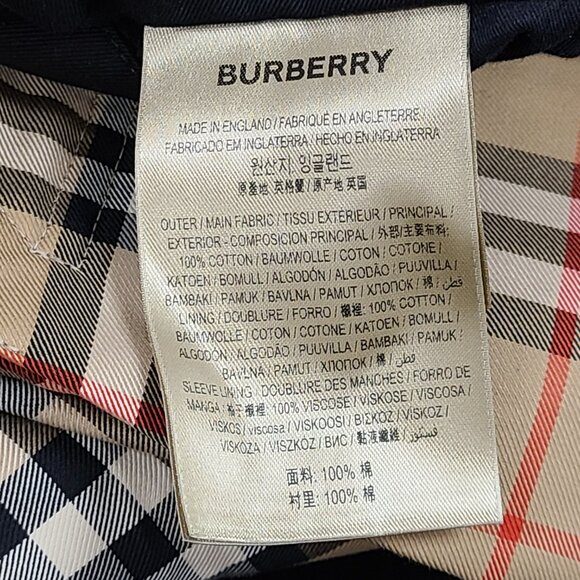 BURBERRY
MADE IN ENGLAND / FABRIQUÉ EN ANGLETERRE
FABRICADO EM INGLATERRA / HECHO EN INGLATERRA
원산지: 잉글랜드
原產地: 英格蘭 / 原产地: 英国
OUTER / MAIN FABRIC / TISSU EXTERIEUR / PRINCIPAL /
EXTERIOR - COMPOSICIÓN PRINCIPAL / 外部/主要布料:
100% COTTON / BAUMWOLLE / COTON / COTONE /
KATOEN / BOMULL / ALGODÓN / ALGODÃO / PUUVILLA /
BAMBAKI / PAMUK / BAVLNA / PAMUT / ХЛОПОК / 棉 / قطن /
LINING / DOUBLURE / FORRO / 襯裡: 100% COTTON /
BAUMWOLLE / COTON / COTONE / KATOEN / BOMULL /
ALGODÓN / ALGODÃO / PUUVILLA / BAMBAKI / PAMUK /
BAVLNA / PAMUT / ХЛОПОК / 棉 / قطن /
SLEEVE LINING / DOUBLURE DES MANCHES / FORRO DE
MANGA / 袖子襯裡: 100% VISCOSE / VISKOSE / VISCOSA /
VISKOS / viscosa / VISKOOSI / ΒΙΣΚΟΖ / VİSKOZ /
VISKÓZA / VISZKÓZ / ВИС / 黏液纖維 / فستوز /
面料: 100% 棉
衬里: 100% 棉